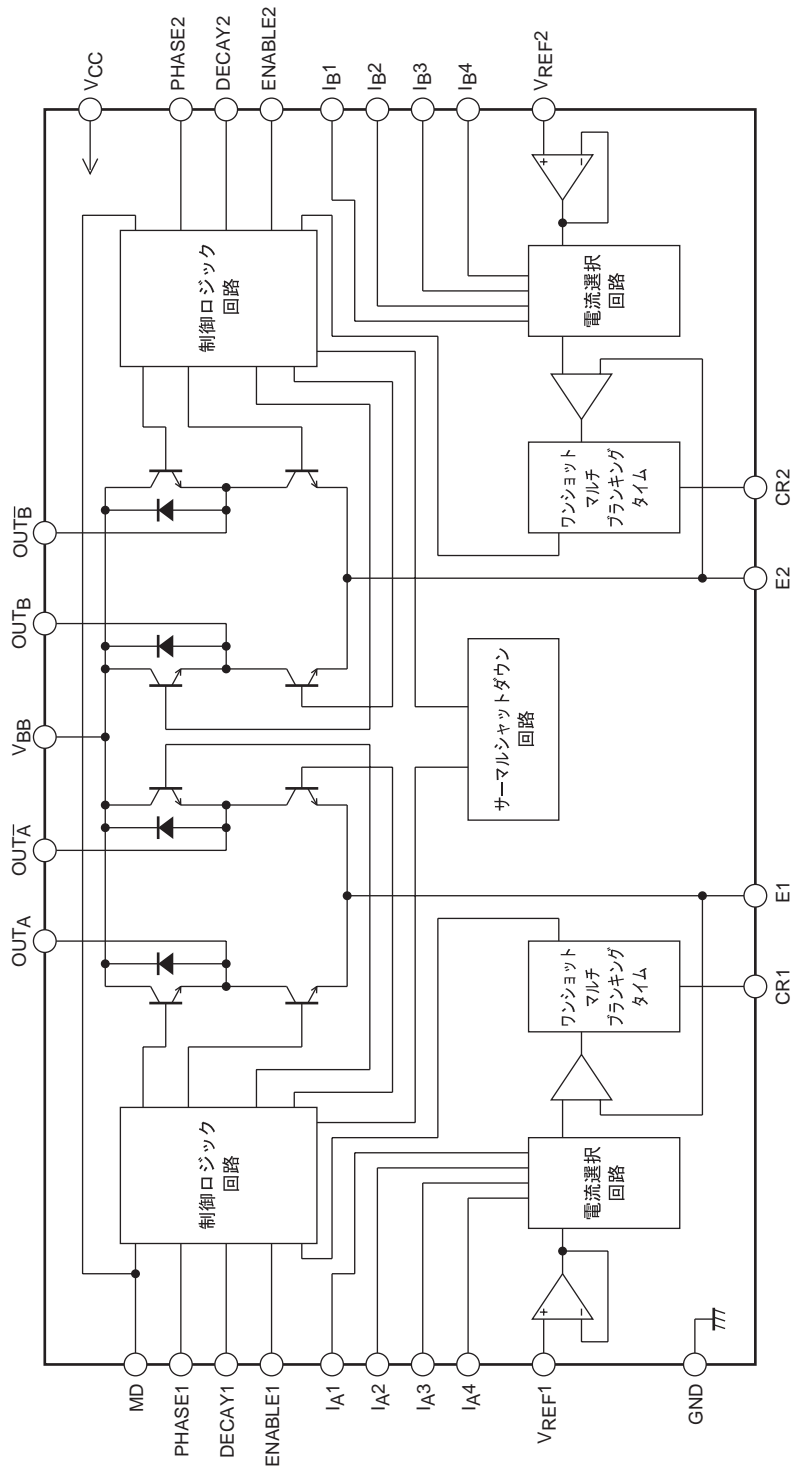 OUTA
OUTA̅
VBB
OUTB
OUTB̅
MD
PHASE1
DECAY1
ENABLE1
IA1
IA2
IA3
IA4
VREF1
GND
制御ロジック
回路
電流選択
回路
+
−
ワンショット
マルチ
ブランキング
タイム
サーマルシャットダウン
回路
制御ロジック
回路
電流選択
回路
+
−
ワンショット
マルチ
ブランキング
タイム
VCC
PHASE2
DECAY2
ENABLE2
IB1
IB2
IB3
IB4
VREF2
CR1
E1
E2
CR2